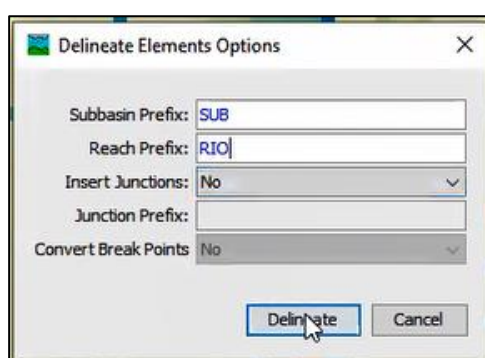 Delineate Elements Options
Subbasin Prefix: SUB
Reach Prefix: RIO
Insert Junctions: No
Junction Prefix:
Convert Break Points No
Delineate Cancel